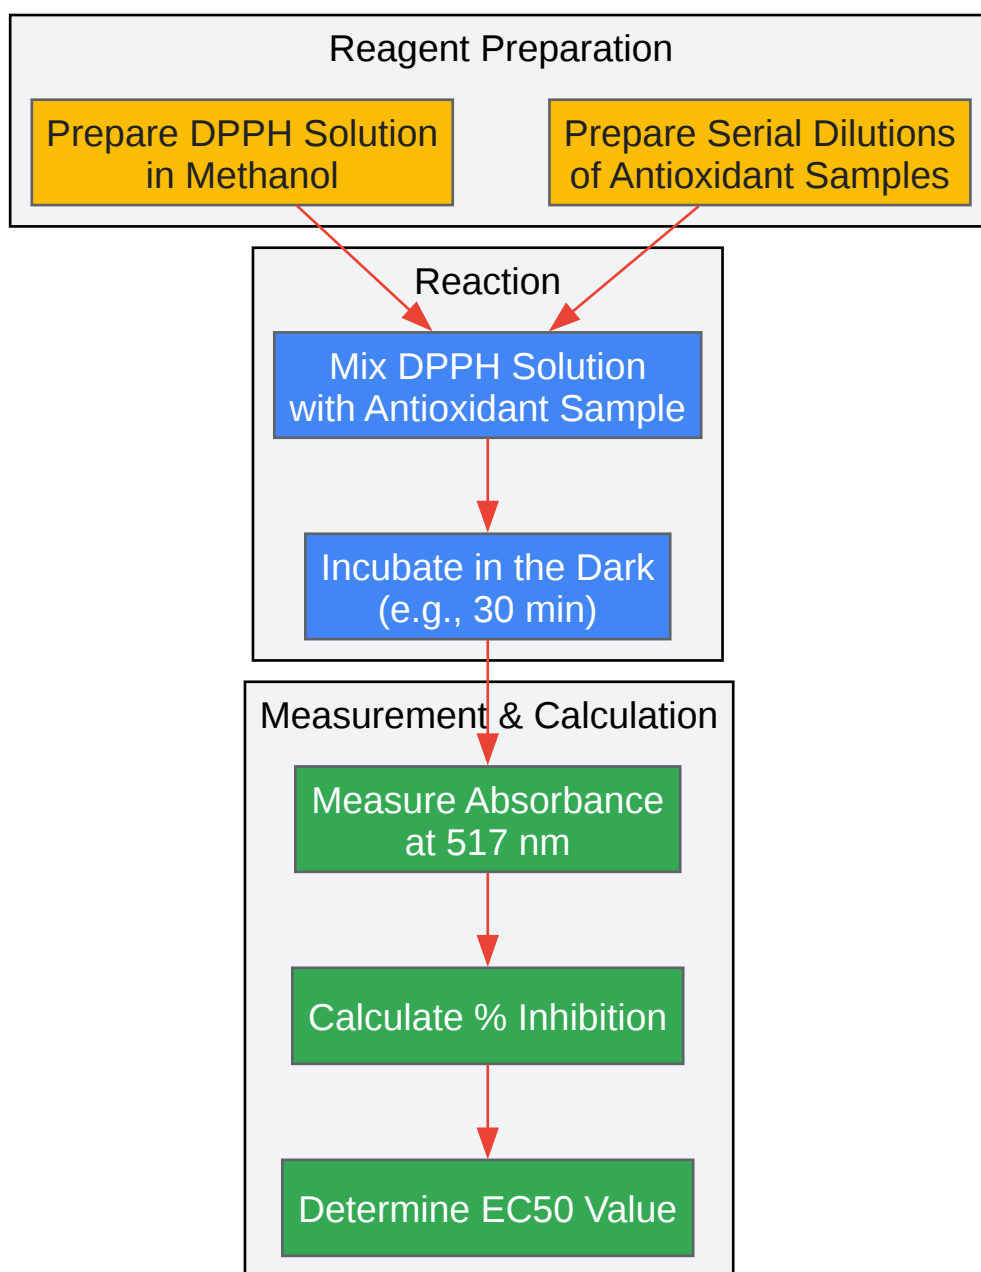 Reagent Preparation
Prepare DPPH Solution
in Methanol
Prepare Serial Dilutions
of Antioxidant Samples
Reaction
Mix DPPH Solution
with Antioxidant Sample
Incubate in the Dark
(e.g., 30 min)
Measurement & Calculation
Measure Absorbance
at 517 nm
Calculate % Inhibition
Determine EC50 Value